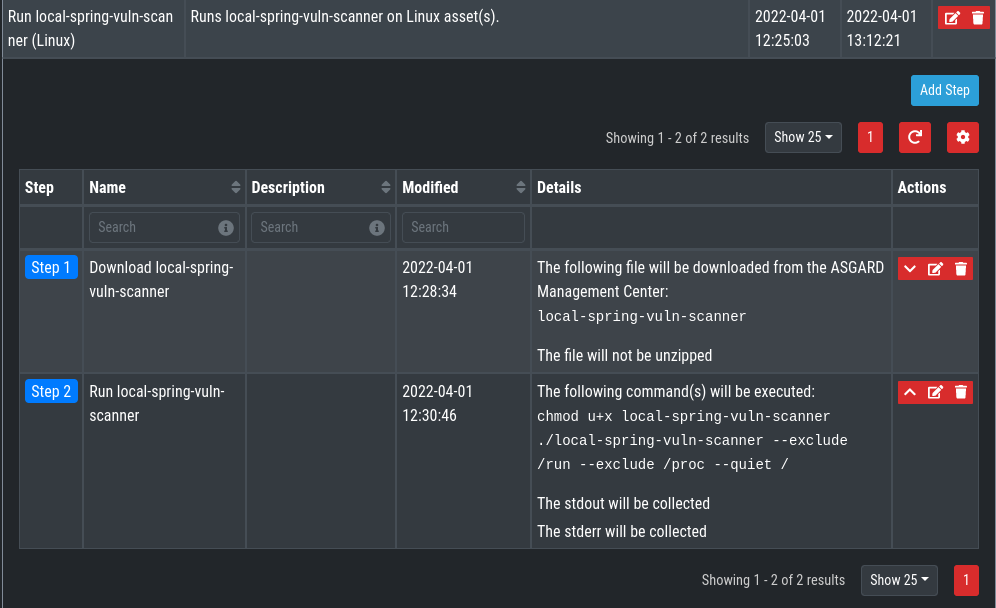 Run local-spring-vuln-scan
ner (Linux)
Runs local-spring-vuln-scanner on Linux asset(s).
2022-04-01
12:25:03
2022-04-01
13:12:21
Add Step
Showing 1 - 2 of 2 results
Show 25
1
Step
Name
Description
Modified
Details
Actions
Search
Search
Search
Step 1
Download local-spring-
vuln-scanner
2022-04-01
12:28:34
The following file will be downloaded from the ASGARD
Management Center:
local-spring-vuln-scanner
The file will not be unzipped
Step 2
Run local-spring-vuln-
scanner
2022-04-01
12:30:46
The following command(s) will be executed:
chmod u+x local-spring-vuln-scanner
./local-spring-vuln-scanner --exclude
/run --exclude /proc --quiet /
The stdout will be collected
The stderr will be collected
Showing 1 - 2 of 2 results
Show 25
1